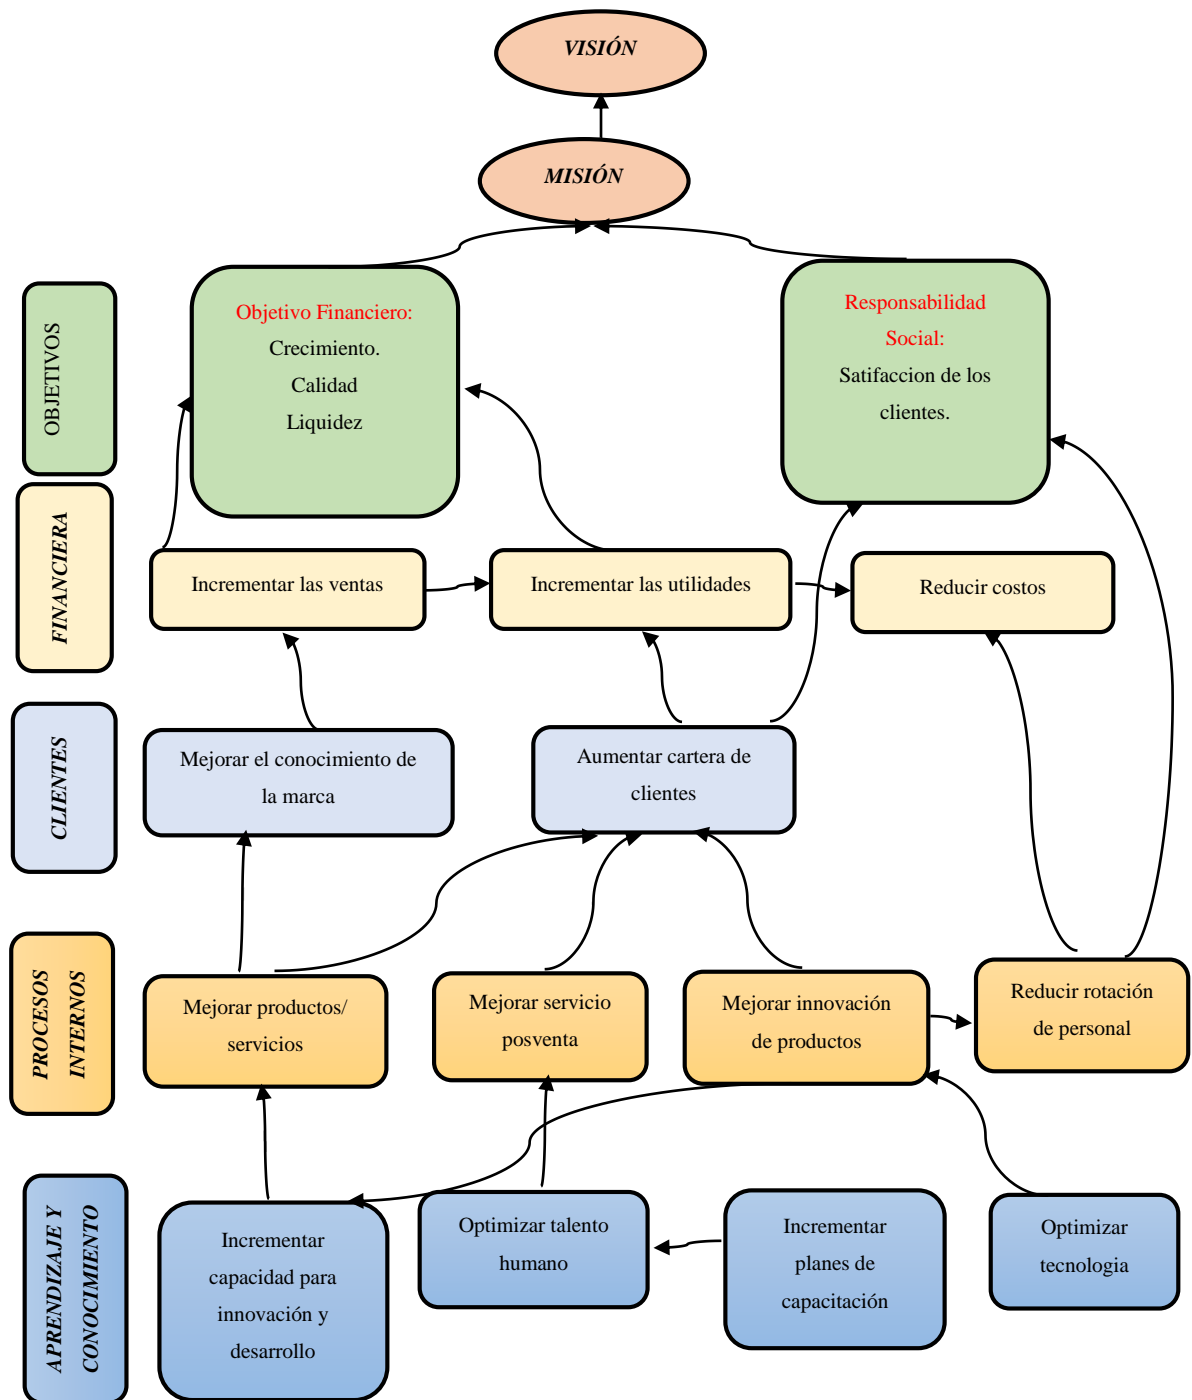 VISIÓN
MISIÓN
OBJETIVOS
Objetivo Financiero:
Crecimiento.
Calidad
Liquidez
Responsabilidad
Social:
Satifaccion de los
clientes.
FINANCIERA
Incrementar las ventas
Incrementar las utilidades
Reducir costos
CLIENTES
Mejorar el conocimiento de
la marca
Aumentar cartera de
clientes
PROCESOS
INTERNOS
Mejorar productos/
servicios
Mejorar servicio
posventa
Mejorar innovación
de productos
Reducir rotación
de personal
APRENDIZAJE Y
CONOCIMIENTO
Incrementar
capacidad para
innovación y
desarrollo
Optimizar talento
humano
Incrementar
planes de
capacitación
Optimizar
tecnologia